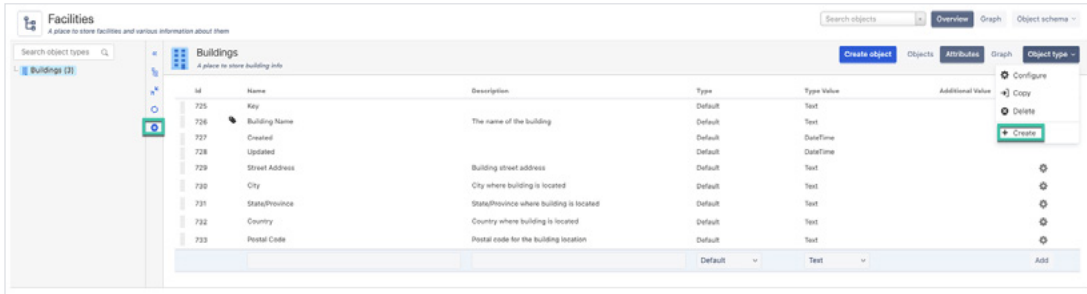 Facilities
A place to store facilities and various information about them
Search objects
Overview
Graph
Object schema
Search object types
Buildings (3)
Buildings
A place to store building info
Create object
Objects
Attributes
Graph
Object type
Configure
Copy
Delete
+ Create
Id Name Description Type Type Value Additional Value
725 Key Default Text
726 Building Name The name of the building Default Text
727 Created Default DateTime
728 Updated Default DateTime
729 Street Address Building street address Default Text
730 City City where building is located Default Text
731 State/Province State/Province where building is located Default Text
732 Country Country where building is located Default Text
733 Postal Code Postal code for the building location Default Text
Default Text Add